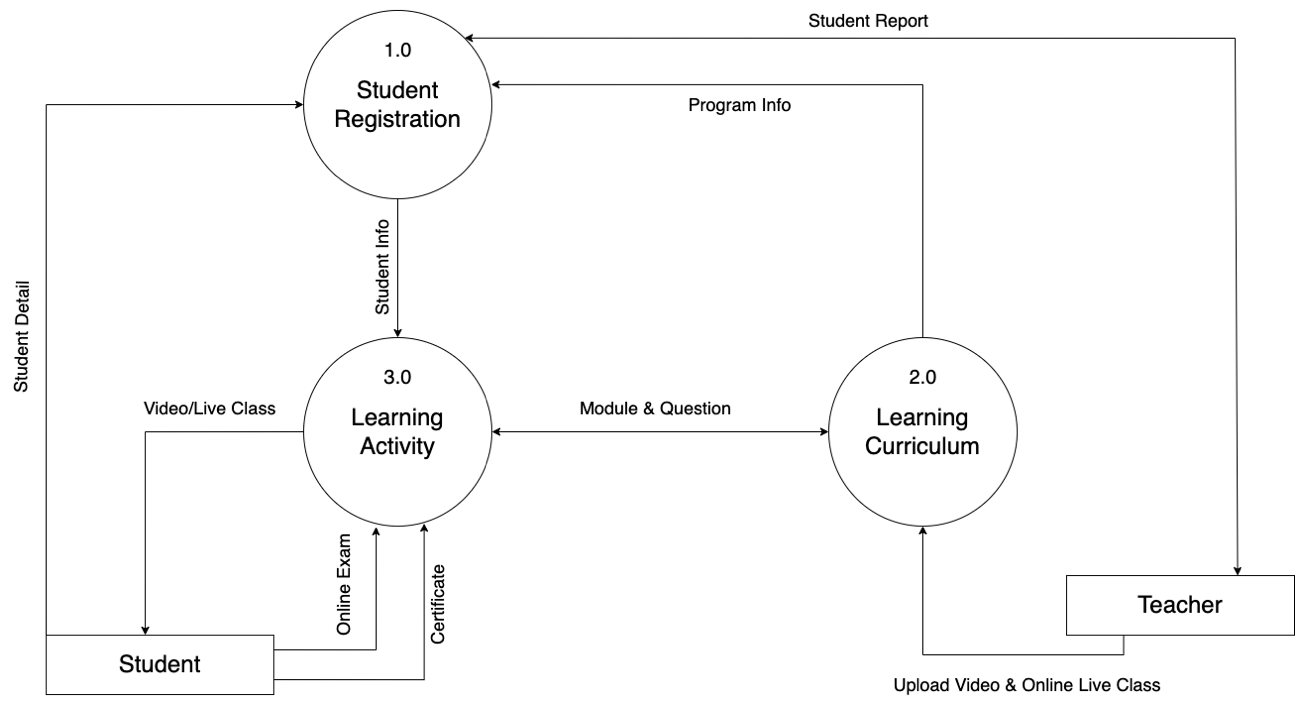 Student Report
1.0
Student
Registration
Program Info
Student Info
Student Detail
3.0
Learning
Activity
Video/Live Class
Module & Question
2.0
Learning
Curriculum
Online Exam
Certificate
Student
Teacher
Upload Video & Online Live Class